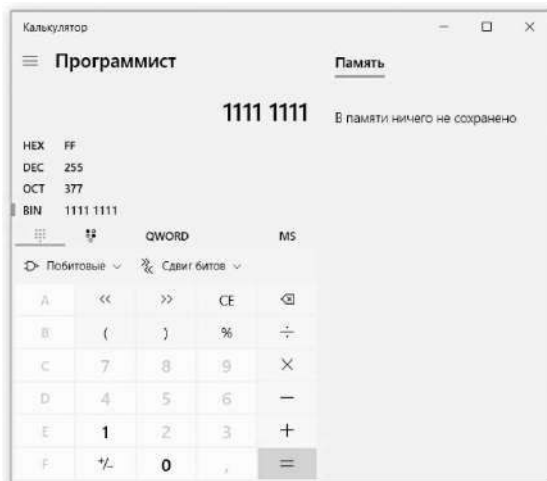 Калькулятор
Программист
Память
1111 1111
В памяти ничего не сохранено
HEX FF
DEC 255
OCT 377
BIN 1111 1111
QWORD MS
Побитовые Сдвиг битов
A << >> CE
B ( ) % ÷
C 7 8 9 ×
D 4 5 6 −
E 1 2 3 +
F +/- 0 , =